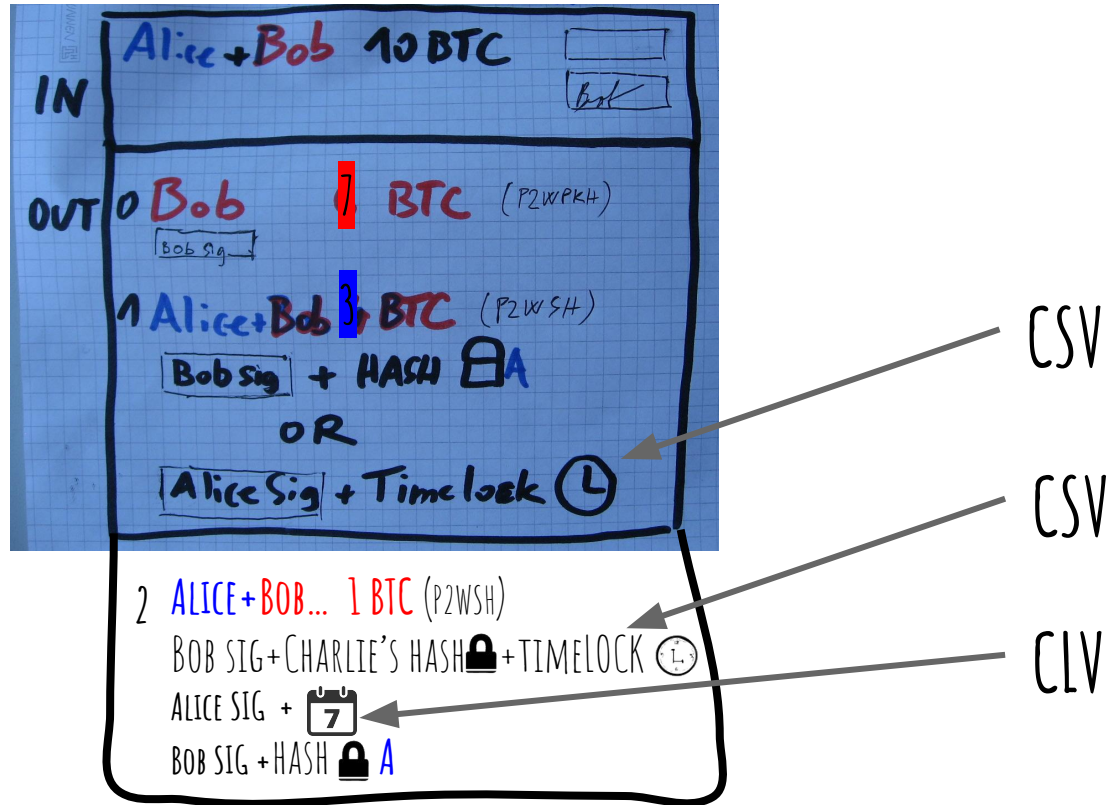 Alice + Bob 10 BTC
IN
Bob
OUT 0 Bob 7 BTC (P2WPKH)
Bob sig
1 Alice + Bob 3 BTC (P2WSH)
Bob sig + HASH A
OR
Alice Sig + Timelock
CSV
CSV
CLV
2 ALICE+BOB... 1 BTC (P2WSH)
BOB SIG+CHARLIE'S HASH +TIMELOCK
ALICE SIG + 7
BOB SIG +HASH A